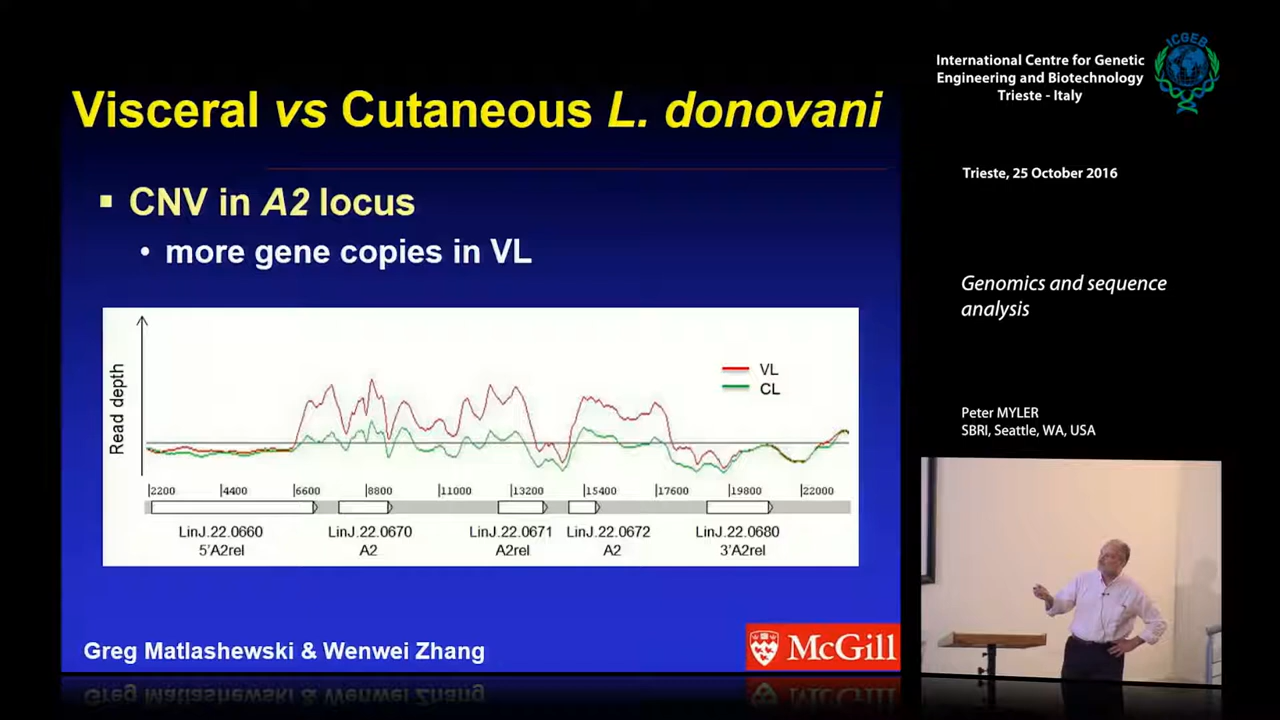 Visceral vs Cutaneous L. donovani
▪ CNV in A2 locus
• more gene copies in VL
Read depth
VL
CL
2200 4400 6600 8800 11000 13200 15400 17600 19800 22000
LinJ.22.0660 LinJ.22.0670 LinJ.22.0671 LinJ.22.0672 LinJ.22.0680
5'A2rel A2 A2rel A2 3'A2rel
Greg Matlashewski & Wenwei Zhang
McGill
International Centre for Genetic
Engineering and Biotechnology
Trieste - Italy
ICGEB
Trieste, 25 October 2016
Genomics and sequence
analysis
Peter MYLER
SBRI, Seattle, WA, USA